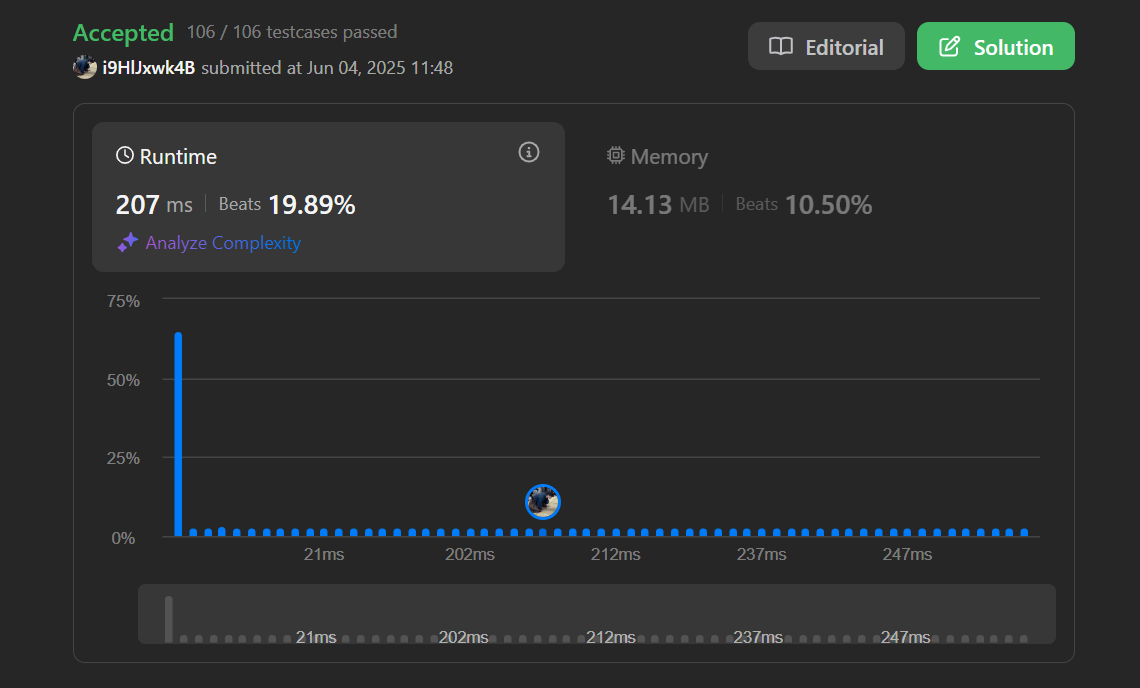 Accepted 106 / 106 testcases passed
i9HlJxwk4B submitted at Jun 04, 2025 11:48
Editorial
Solution
Runtime
207 ms Beats 19.89%
Analyze Complexity
Memory
14.13 MB Beats 10.50%
75%
50%
25%
0%
21ms 202ms 212ms 237ms 247ms
21ms 202ms 212ms 237ms 247ms